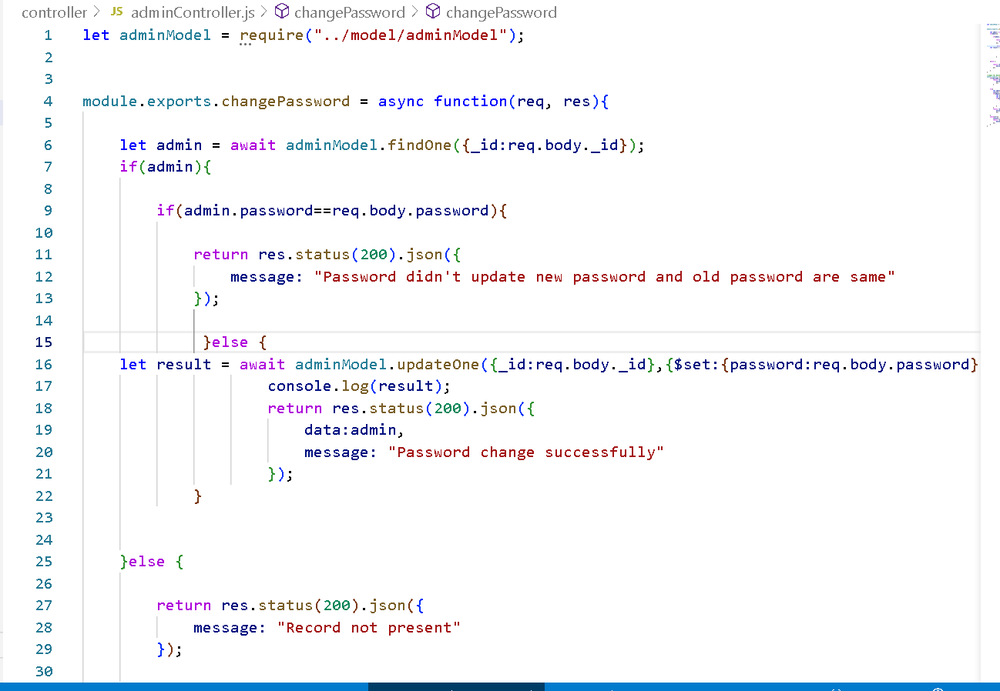 controller > JS adminController.js > changePassword > changePassword
1 let adminModel = require("../model/adminModel");
2
3
4 module.exports.changePassword = async function(req, res){
5
6 let admin = await adminModel.findOne({_id:req.body._id});
7 if(admin){
8
9 if(admin.password==req.body.password){
10
11 return res.status(200).json({
12 message: "Password didn't update new password and old password are same"
13 });
14
15 }else {
16 let result = await adminModel.updateOne({_id:req.body._id},{$set:{password:req.body.password}
17 console.log(result);
18 return res.status(200).json({
19 data:admin,
20 message: "Password change successfully"
21 });
22 }
23
24
25 }else {
26
27 return res.status(200).json({
28 message: "Record not present"
29 });
30